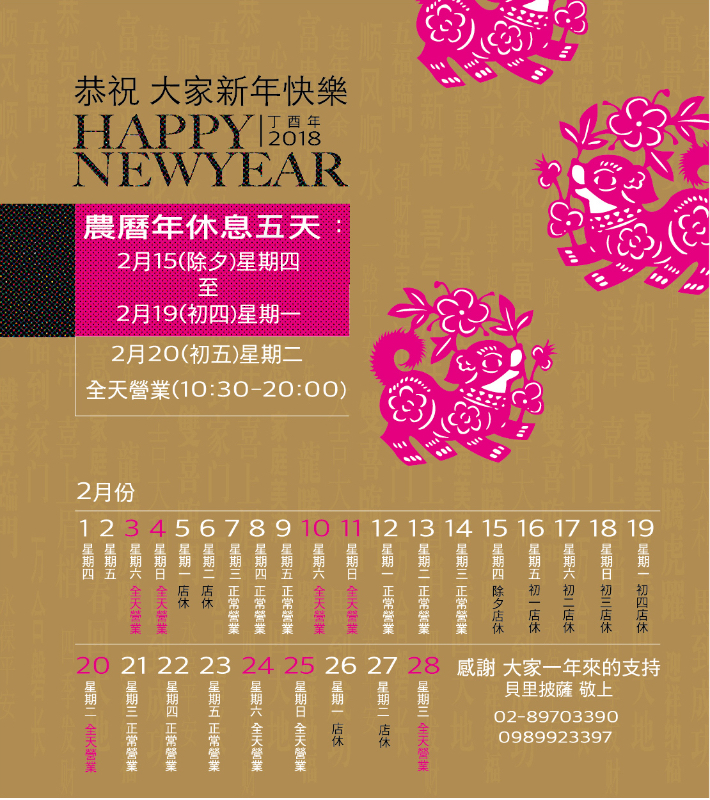 恭祝 大家新年快樂
HAPPY
丁酉年
2018
NEWYEAR
農曆年休息五天：
2月15(除夕)星期四
至
2月19(初四)星期一
2月20(初五)星期二
全天營業(10:30-20:00)
2月份
1 2 3 4 5 6 7 8 9 10 11 12 13 14 15 16 17 18 19
星期四 星期五 星期六 星期日 星期一 星期二 星期三 星期四 星期五 星期六 星期日 星期一 星期二 星期三 星期四 星期五 星期六 星期日 星期一
全天營業 全天營業 店休 店休 正常營業 正常營業 正常營業 全天營業 全天營業 正常營業 正常營業 正常營業 除夕店休 初一店休 初二店休 初三店休 初四店休
20 21 22 23 24 25 26 27 28
星期二 星期三 星期四 星期五 星期六 星期日 星期一 星期二 星期三
全天營業 正常營業 正常營業 正常營業 全天營業 全天營業 店休 店休 全天營業
感謝 大家一年來的支持
貝里披薩 敬上
02-89703390
0989923397